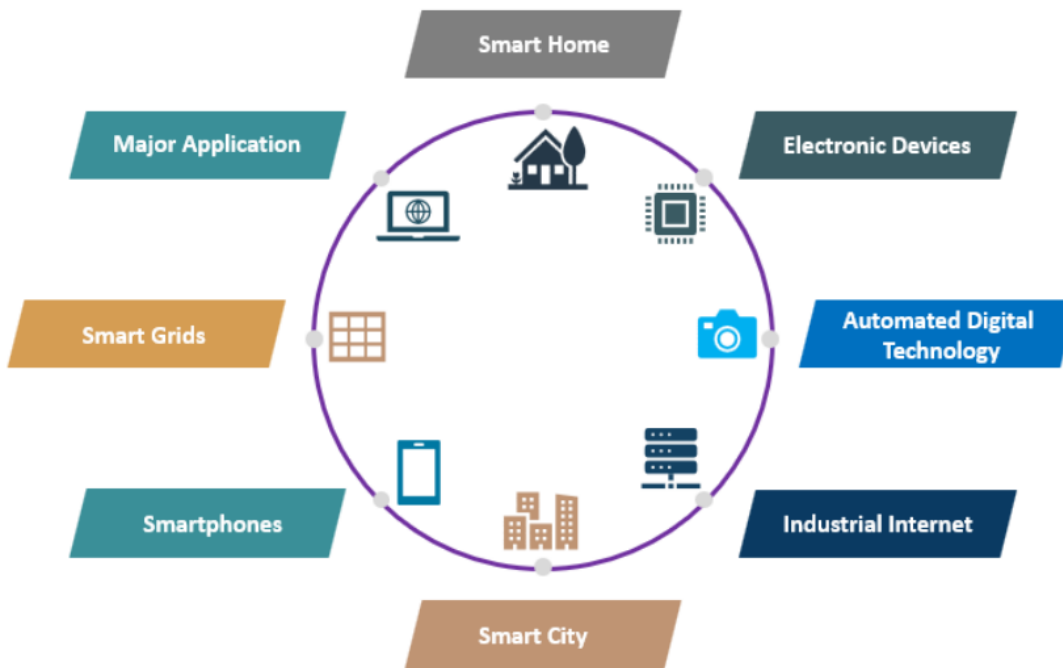 Smart Home
Major Application
Electronic Devices
Smart Grids
Automated Digital
Technology
Smartphones
Industrial Internet
Smart City